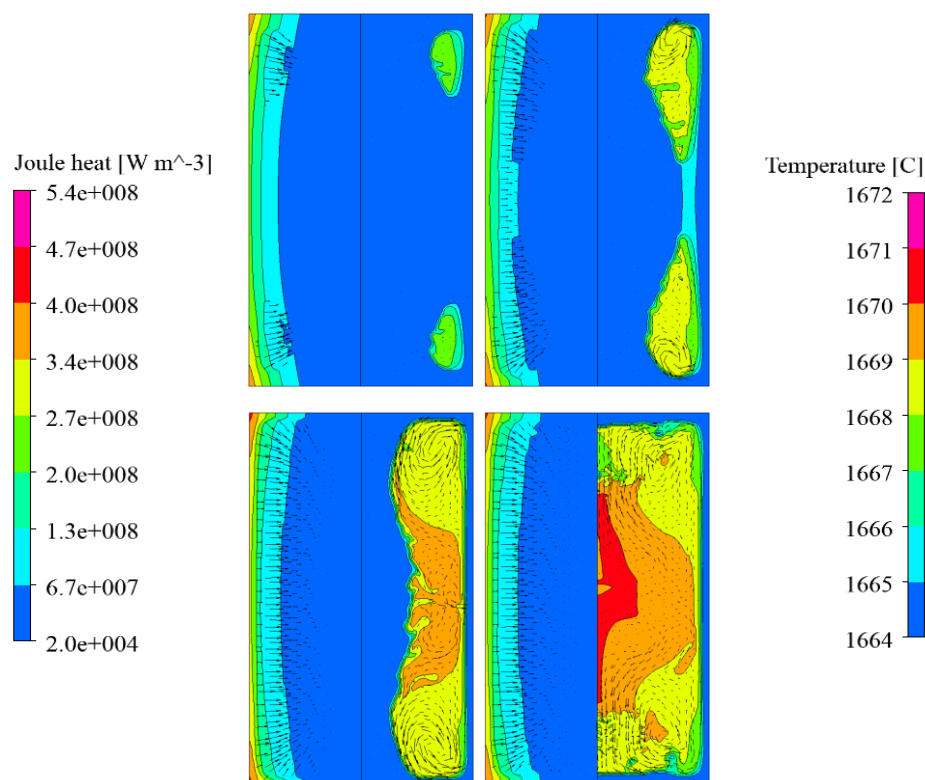 Joule heat [W m^-3]
5.4e+008
4.7e+008
4.0e+008
3.4e+008
2.7e+008
2.0e+008
1.3e+008
6.7e+007
2.0e+004
Temperature [C]
1672
1671
1670
1669
1668
1667
1666
1665
1664